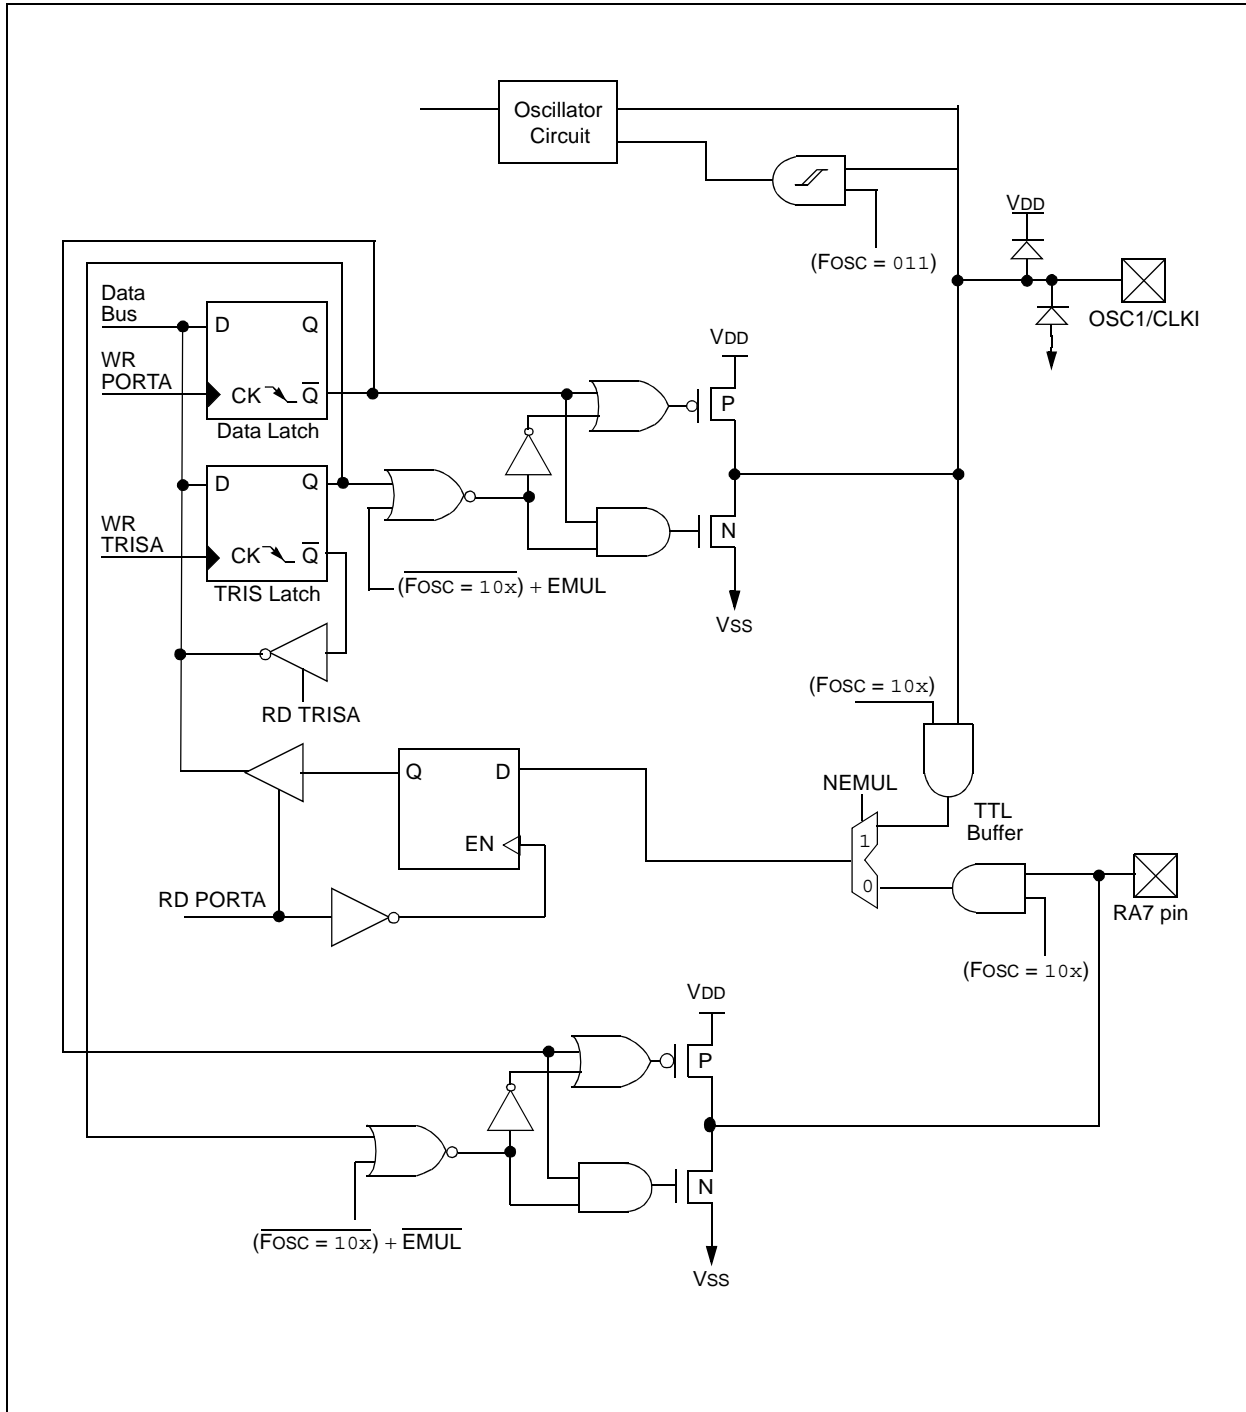 Oscillator
Circuit
(FOSC = 011)
VDD
OSC1/CLKI
Data
Bus
D Q
WR
PORTA
CK Q
Data Latch
VDD
P
D Q
WR
TRISA
CK Q
TRIS Latch
N
(FOSC = 10x) + EMUL
VSS
RD TRISA
(FOSC = 10x)
Q D
EN
NEMUL
1
0
TTL
Buffer
RD PORTA
RA7 pin
(FOSC = 10x)
VDD
P
N
(FOSC = 10x) + EMUL
VSS